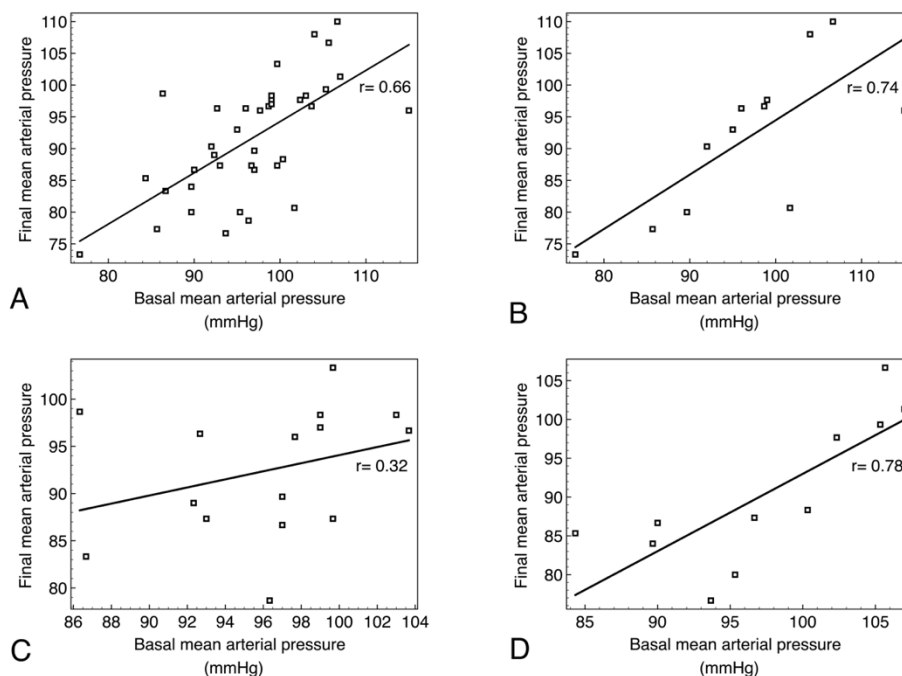 110
105
100
95
90
85
80
75
Final mean arterial pressure
r= 0.66
80
90
100
110
Basal mean arterial pressure
(mmHg)
A
110
105
100
95
90
85
80
75
Final mean arterial pressure
r= 0.74
80
90
100
110
Basal mean arterial pressure
(mmHg)
B
100
95
90
85
80
Final mean arterial pressure
r= 0.32
86
88
90
92
94
96
98
100
102
104
Basal mean arterial pressure
(mmHg)
C
105
100
95
90
85
80
Final mean arterial pressure
r= 0.78
85
90
95
100
105
Basal mean arterial pressure
(mmHg)
D